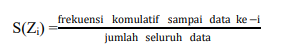 S(Zᵢ) = frekuensi komulatif sampai data ke−i
jumlah seluruh data